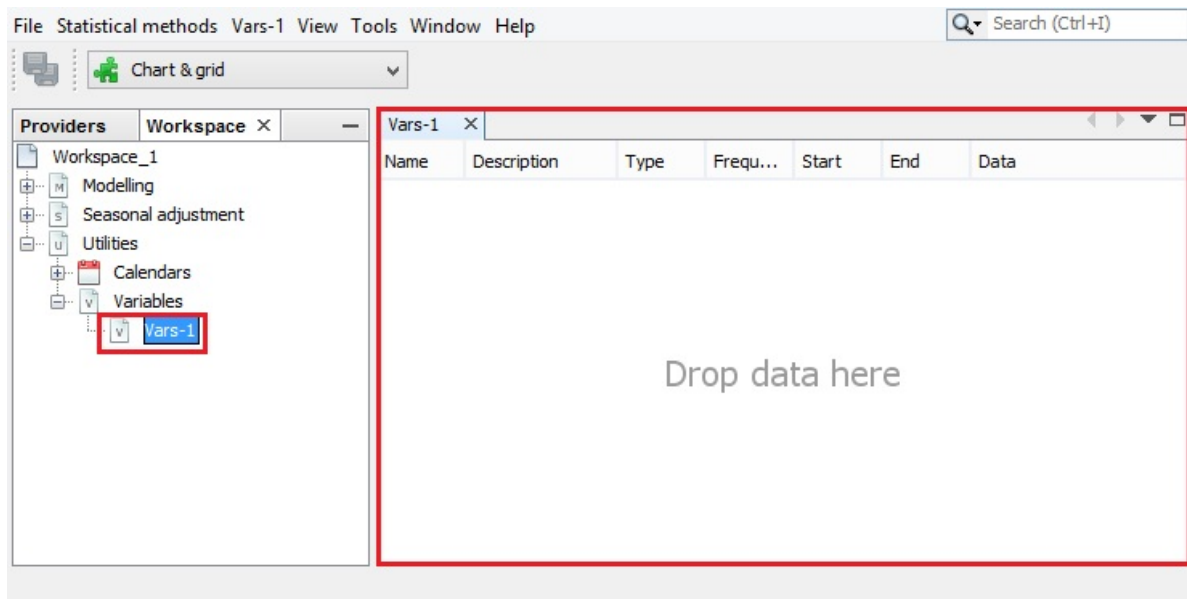 File Statistical methods Vars-1 View Tools Window Help
Search (Ctrl+I)
Chart & grid
Providers Workspace
Workspace_1
M Modelling
S Seasonal adjustment
U Utilities
Calendars
V Variables
V Vars-1
Vars-1
Name Description Type Frequ... Start End Data
Drop data here